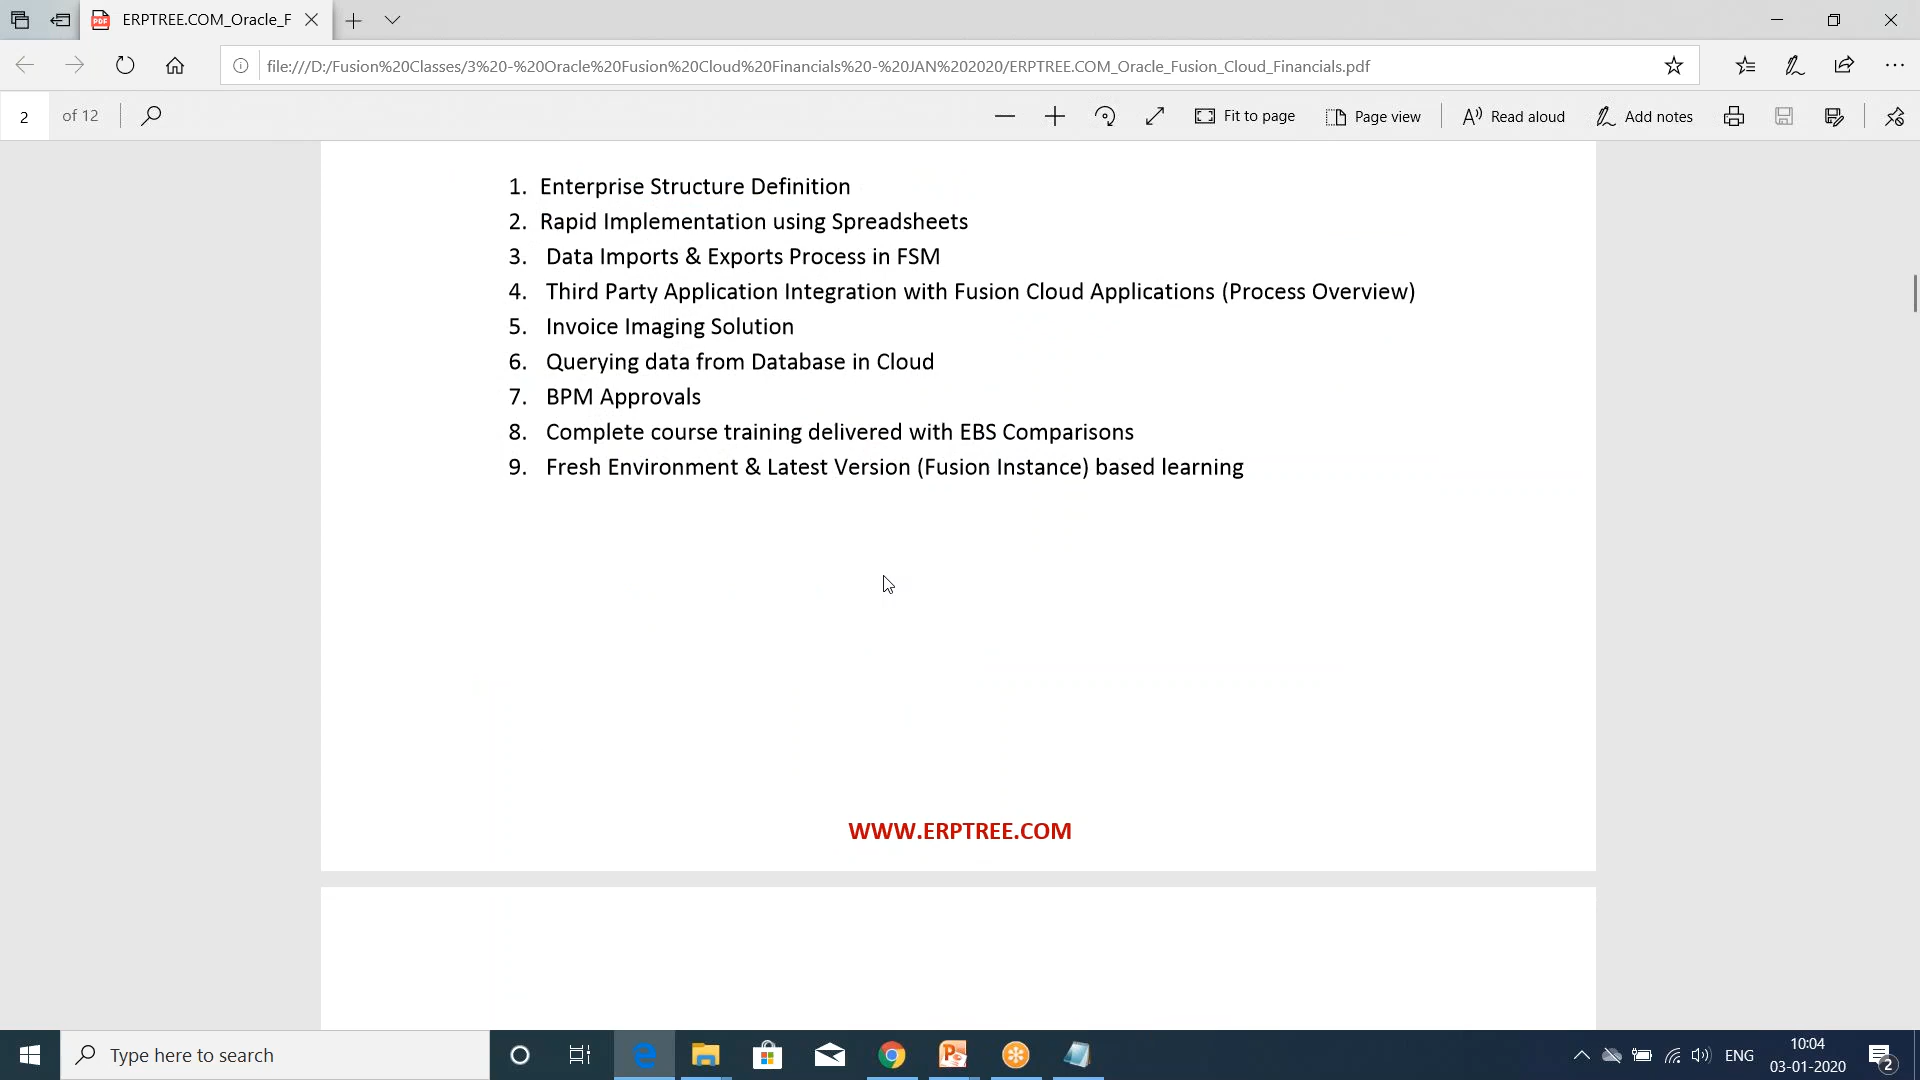 ERPTREE.COM_Oracle_F
file:///D:/Fusion%20Classes/3%20-%20Oracle%20Fusion%20Cloud%20Financials%20-%20JAN%202020/ERPTREE.COM_Oracle_Fusion_Cloud_Financials.pdf
2 of 12 Fit to page Page view Read aloud Add notes
1. Enterprise Structure Definition
2. Rapid Implementation using Spreadsheets
3. Data Imports & Exports Process in FSM
4. Third Party Application Integration with Fusion Cloud Applications (Process Overview)
5. Invoice Imaging Solution
6. Querying data from Database in Cloud
7. BPM Approvals
8. Complete course training delivered with EBS Comparisons
9. Fresh Environment & Latest Version (Fusion Instance) based learning
WWW.ERPTREE.COM
Type here to search
ENG
10:04
03-01-2020
2